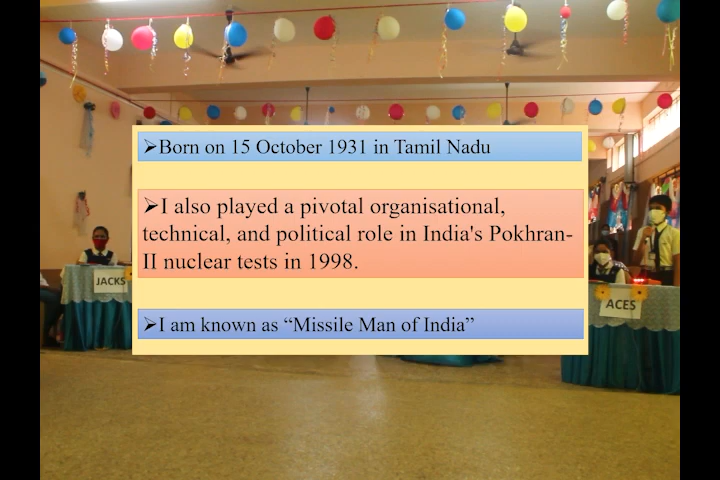 ➢Born on 15 October 1931 in Tamil Nadu
➢I also played a pivotal organisational,
technical, and political role in India's Pokhran-
II nuclear tests in 1998.
➢I am known as “Missile Man of India”
JACKS
ACES